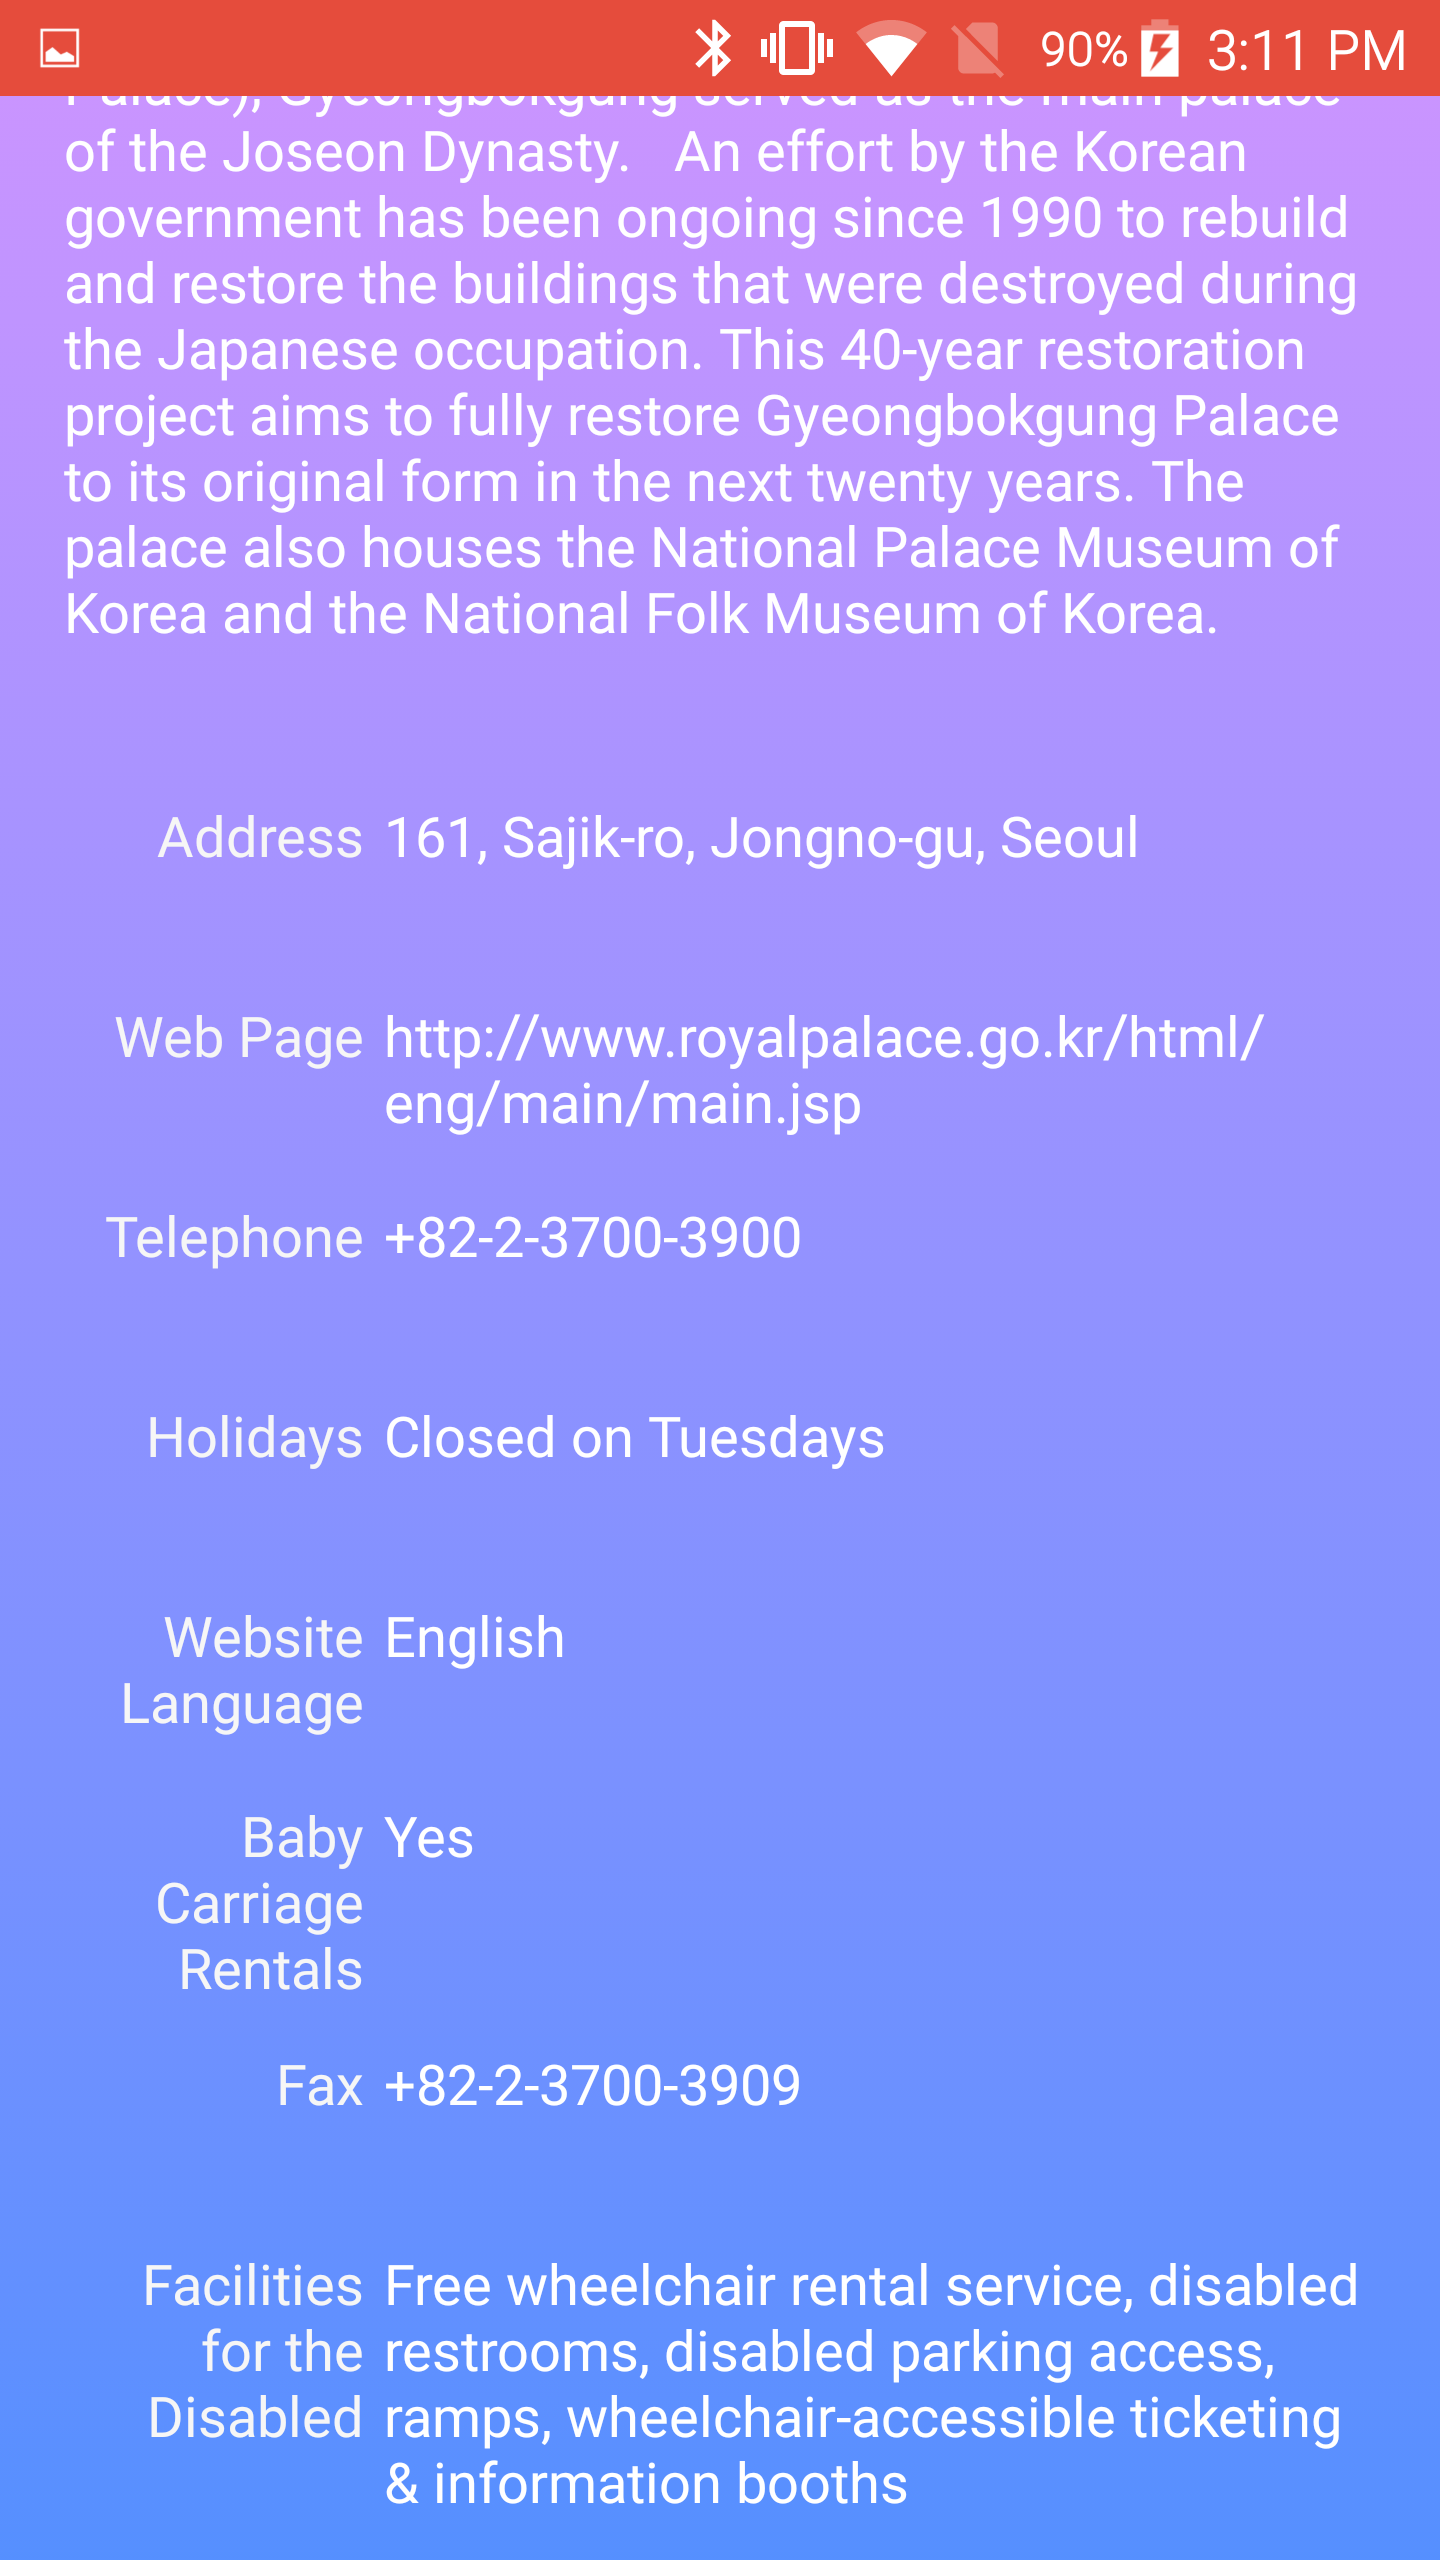 90% 3:11 PM
Palace), Gyeongbokgung served as the main palace
of the Joseon Dynasty.   An effort by the Korean
government has been ongoing since 1990 to rebuild
and restore the buildings that were destroyed during
the Japanese occupation. This 40-year restoration
project aims to fully restore Gyeongbokgung Palace
to its original form in the next twenty years. The
palace also houses the National Palace Museum of
Korea and the National Folk Museum of Korea.
Address 161, Sajik-ro, Jongno-gu, Seoul
Web Page http://www.royalpalace.go.kr/html/
eng/main/main.jsp
Telephone +82-2-3700-3900
Holidays Closed on Tuesdays
Website English
Language
Baby Yes
Carriage
Rentals
Fax +82-2-3700-3909
Facilities Free wheelchair rental service, disabled
for the restrooms, disabled parking access,
Disabled ramps, wheelchair-accessible ticketing
& information booths